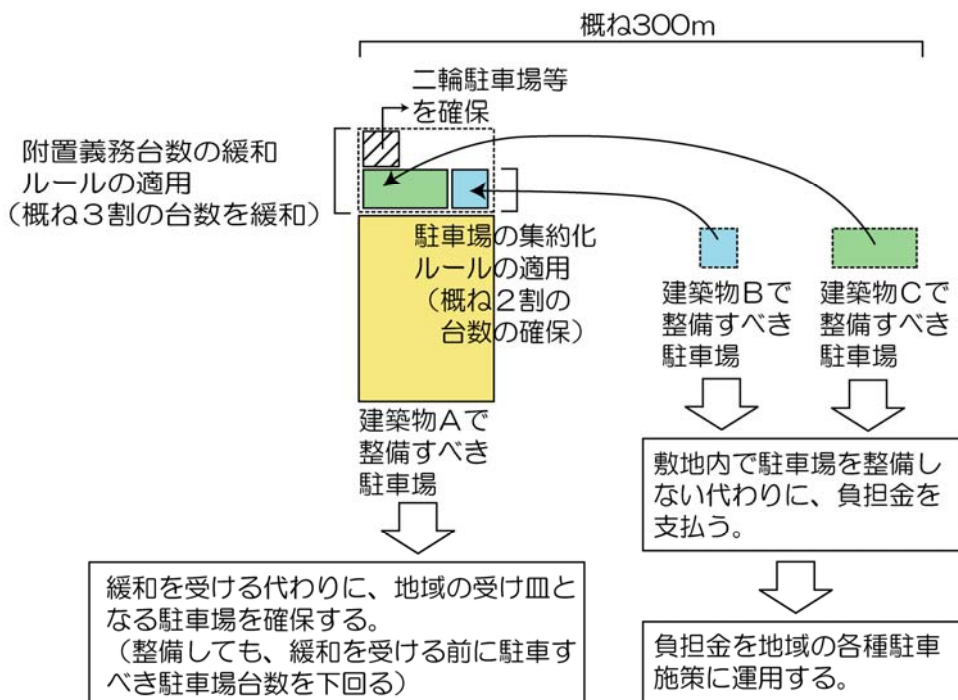 概ね300m
二輪駐車場等
を確保
附置義務台数の緩和
ルールの適用
(概ね3割の台数を緩和)
駐車場の集約化
ルールの適用
(概ね2割の
台数の確保)
建築物Aで
整備すべき
駐車場
建築物Bで
整備すべき
駐車場
建築物Cで
整備すべき
駐車場
緩和を受ける代わりに、地域の受け皿と
なる駐車場を確保する。
(整備しても、緩和を受ける前に駐車す
べき駐車場台数を下回る)
敷地内で駐車場を整備し
ない代わりに、負担金を
支払う。
負担金を地域の各種駐車
施策に運用する。